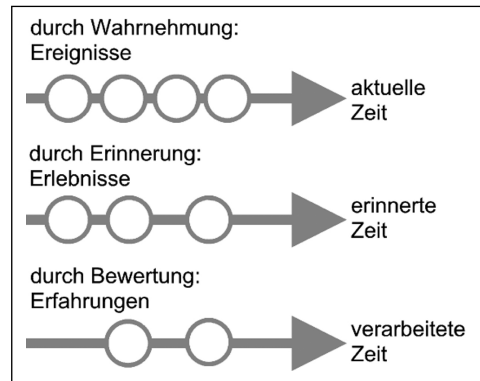 durch Wahrnehmung:
Ereignisse
aktuelle
Zeit
durch Erinnerung:
Erlebnisse
erinnerte
Zeit
durch Bewertung:
Erfahrungen
verarbeitete
Zeit